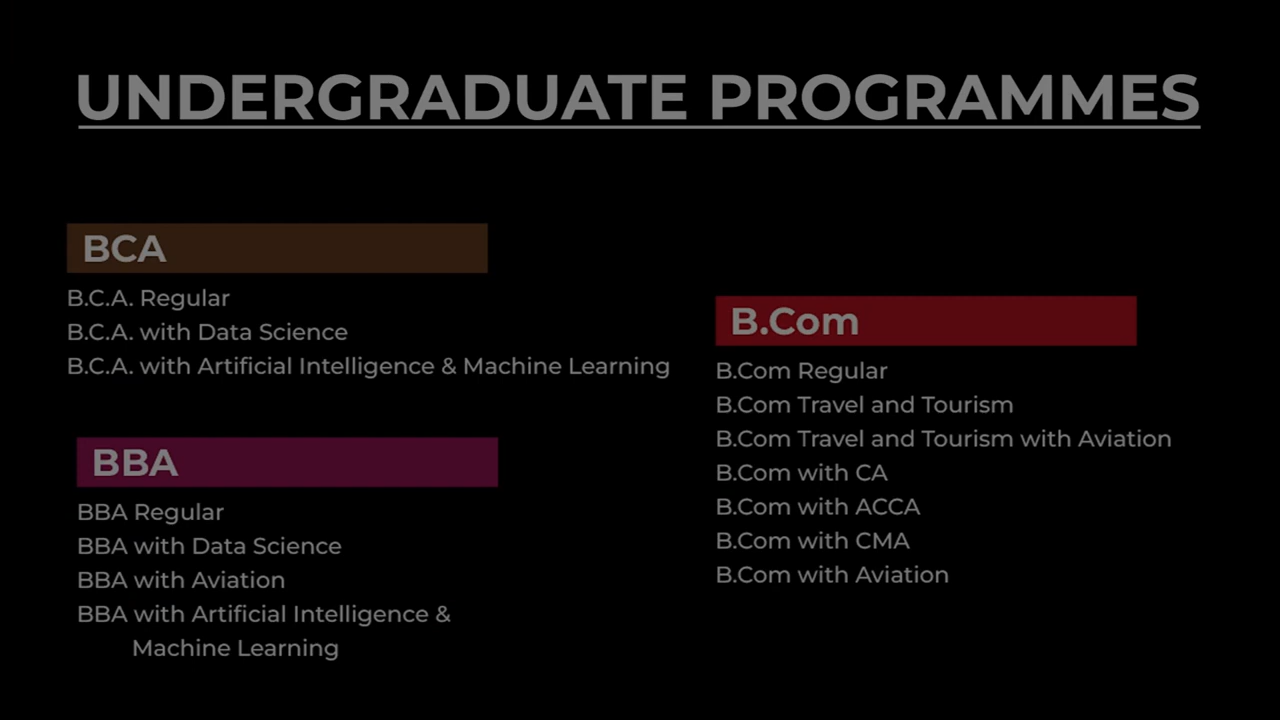 UNDERGRADUATE PROGRAMMES
BCA
B.C.A. Regular
B.C.A. with Data Science
B.C.A. with Artificial Intelligence & Machine Learning
BBA
BBA Regular
BBA with Data Science
BBA with Aviation
BBA with Artificial Intelligence &
Machine Learning
B.Com
B.Com Regular
B.Com Travel and Tourism
B.Com Travel and Tourism with Aviation
B.Com with CA
B.Com with ACCA
B.Com with CMA
B.Com with Aviation